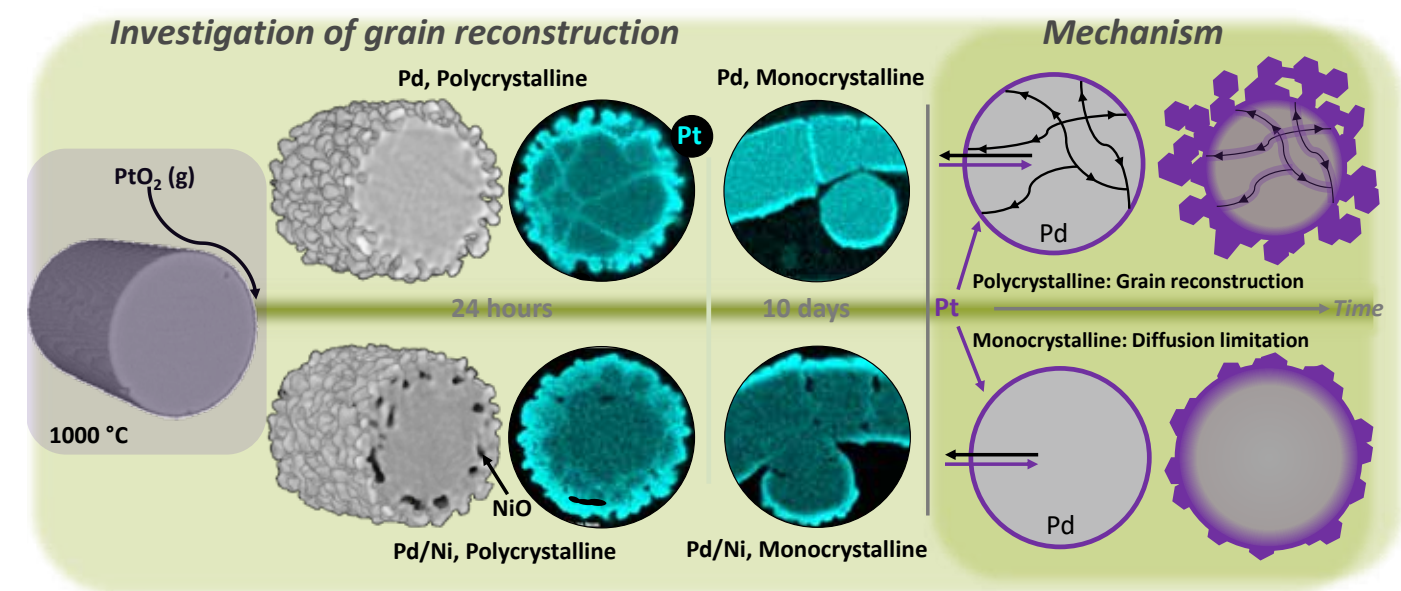 Investigation of grain reconstruction
Mechanism
Pd, Polycrystalline
Pd, Monocrystalline
Pt
PtO2 (g)
1000 °C
24 hours
10 days
NiO
Pd/Ni, Polycrystalline
Pd/Ni, Monocrystalline
Pd
Polycrystalline: Grain reconstruction
Pt
Time
Monocrystalline: Diffusion limitation
Pd